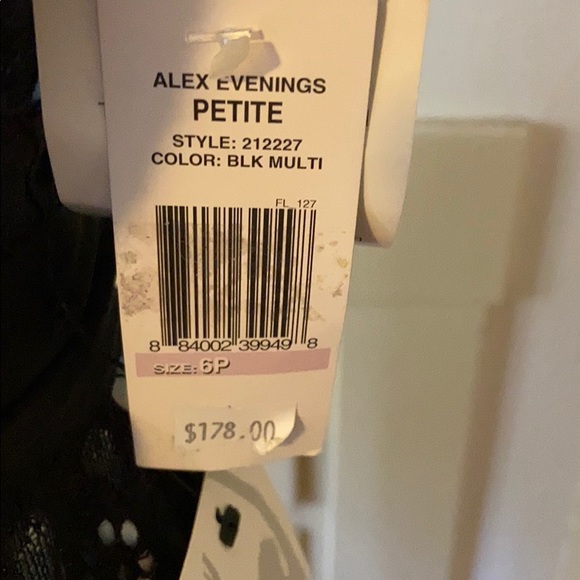 ALEX EVENINGS
PETITE
STYLE: 212227
COLOR: BLK MULTI
FL 127
8 84002 39949 8
SIZE: 6P
$178.00